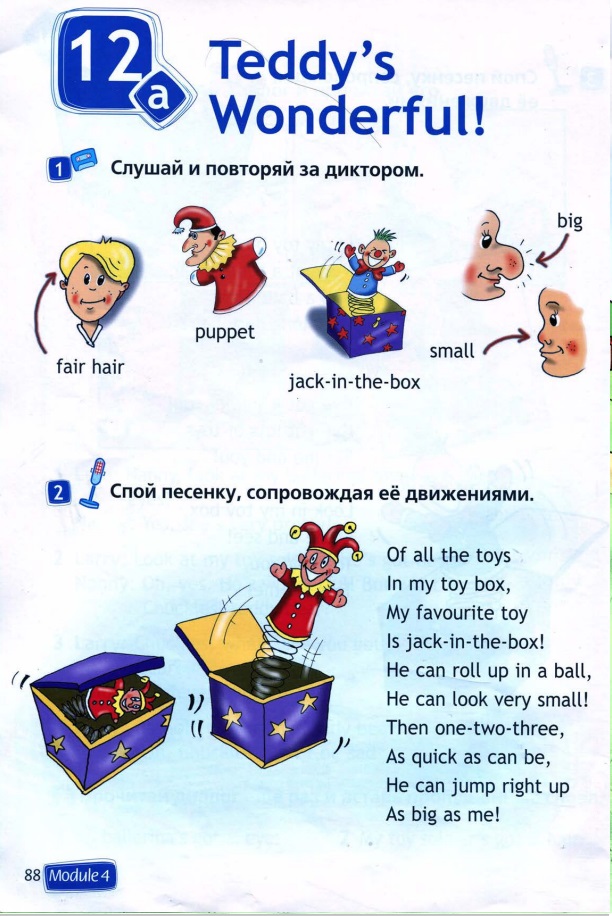 12 a
Teddy's
Wonderful!
1 Слушай и повторяй за диктором.
big
puppet
small
fair hair
jack-in-the-box
2 Спой песенку, сопровождая её движениями.
Of all the toys
In my toy box,
My favourite toy
Is jack-in-the-box!
He can roll up in a ball,
He can look very small!
Then one-two-three,
As quick as can be,
He can jump right up
As big as me!
88 Module 4